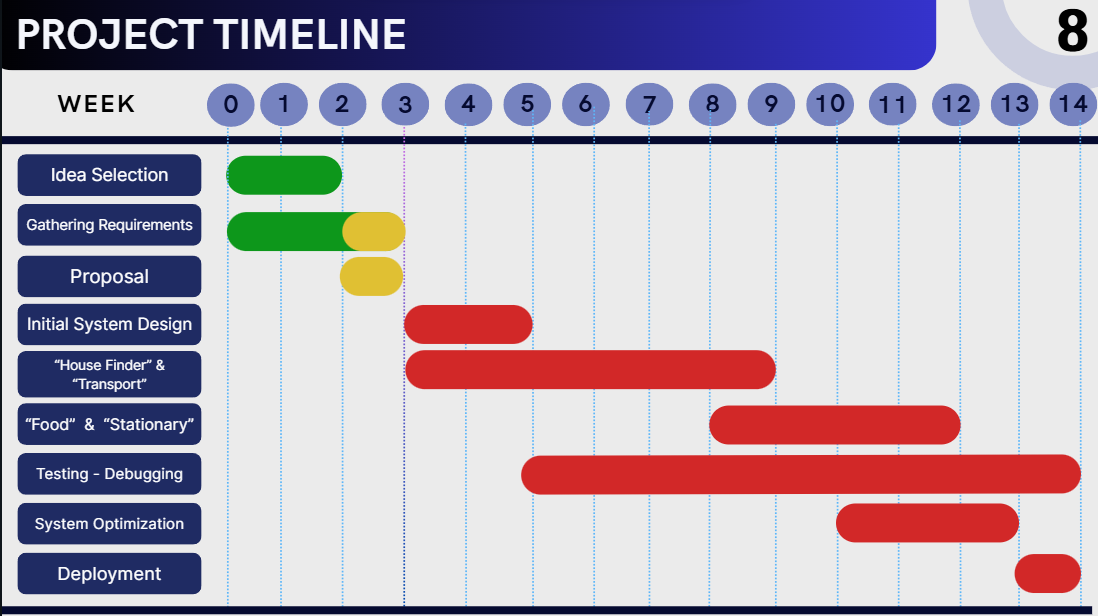 PROJECT TIMELINE
8
WEEK 0 1 2 3 4 5 6 7 8 9 10 11 12 13 14
Idea Selection
Gathering Requirements
Proposal
Initial System Design
“House Finder” &
“Transport”
“Food” & “Stationary”
Testing - Debugging
System Optimization
Deployment